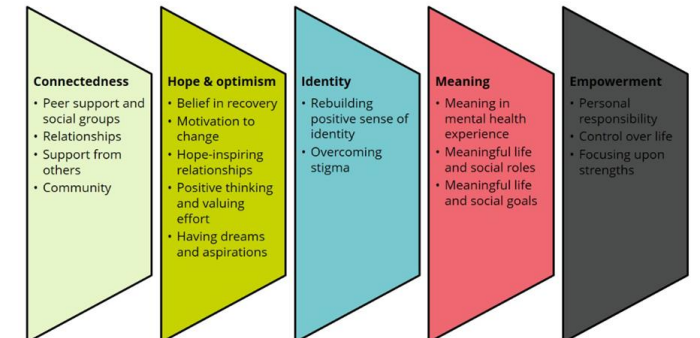 Connectedness
• Peer support and
social groups
• Relationships
• Support from
others
• Community
Hope & optimism
• Belief in recovery
• Motivation to
change
• Hope-inspiring
relationships
• Positive thinking
and valuing
effort
• Having dreams
and aspirations
Identity
• Rebuilding
positive sense of
identity
• Overcoming
stigma
Meaning
• Meaning in
mental health
experience
• Meaningful life
and social roles
• Meaningful life
and social goals
Empowerment
• Personal
responsibility
• Control over life
• Focusing upon
strengths